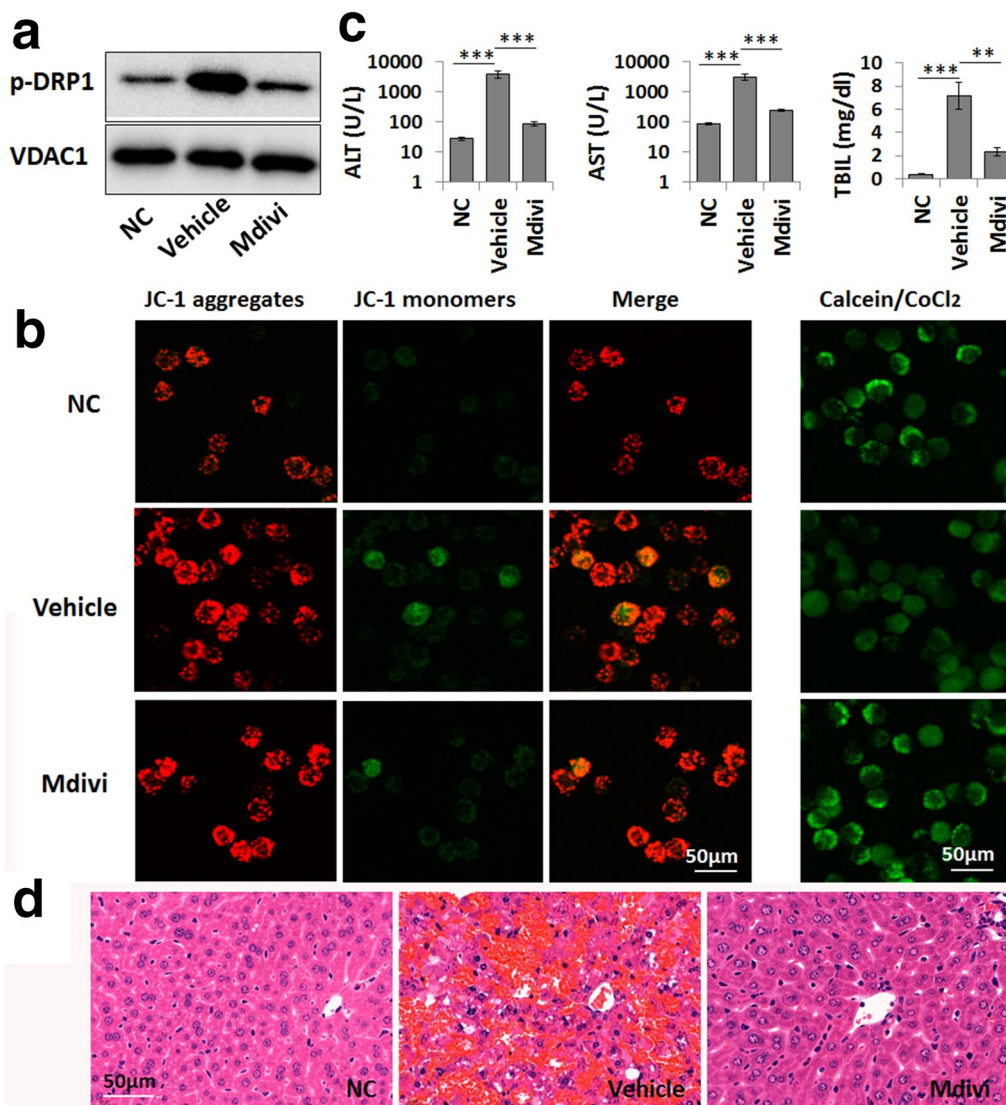 a
p-DRP1
VDAC1
NC
Vehicle
Mdivi
c
ALT (U/L)
10000
1000
100
10
1
***
***
NC
Vehicle
Mdivi
AST (U/L)
10000
1000
100
10
1
***
***
NC
Vehicle
Mdivi
TBIL (mg/dl)
10
8
6
4
2
0
***
**
NC
Vehicle
Mdivi
b
JC-1 aggregates
JC-1 monomers
Merge
Calcein/CoCl₂
NC
Vehicle
Mdivi
50μm
50μm
d
50μm
NC
Vehicle
Mdivi